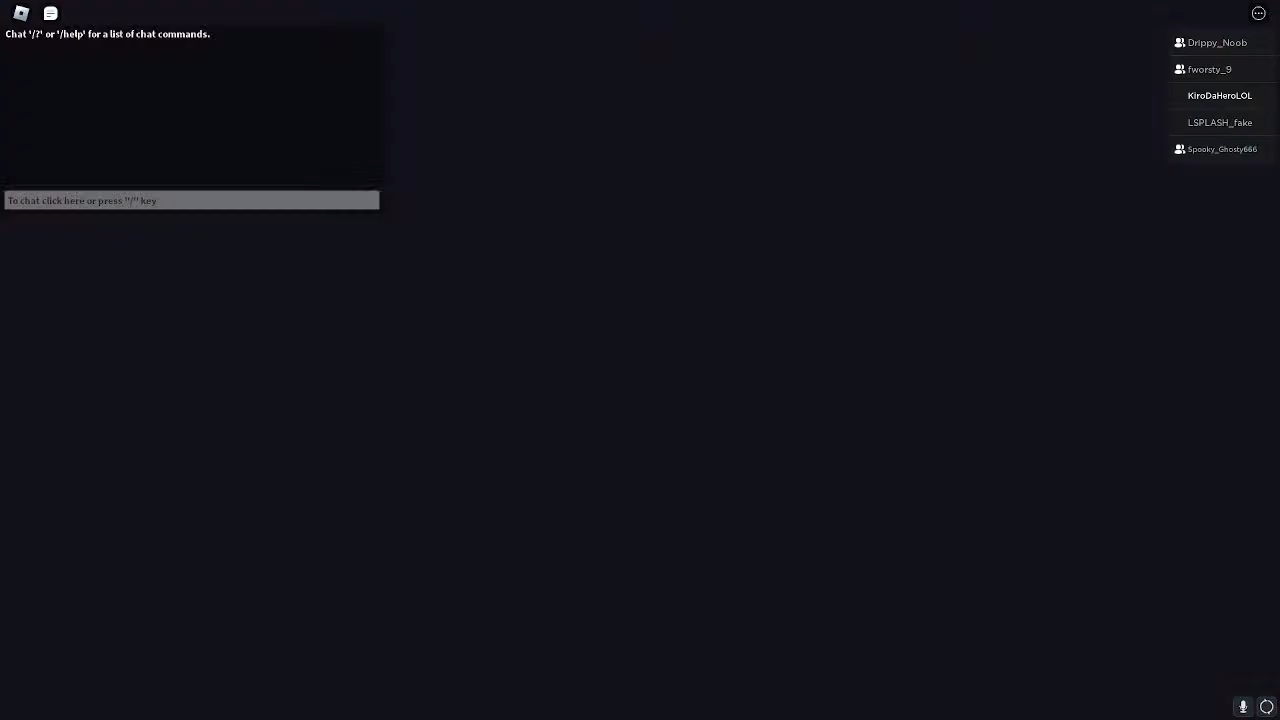 Chat '/?' or '/help' for a list of chat commands.
To chat click here or press "/" key
Drippy_Noob
fworsty_9
KiroDaHeroLOL
LSPLASH_fake
Spooky_Ghosty666